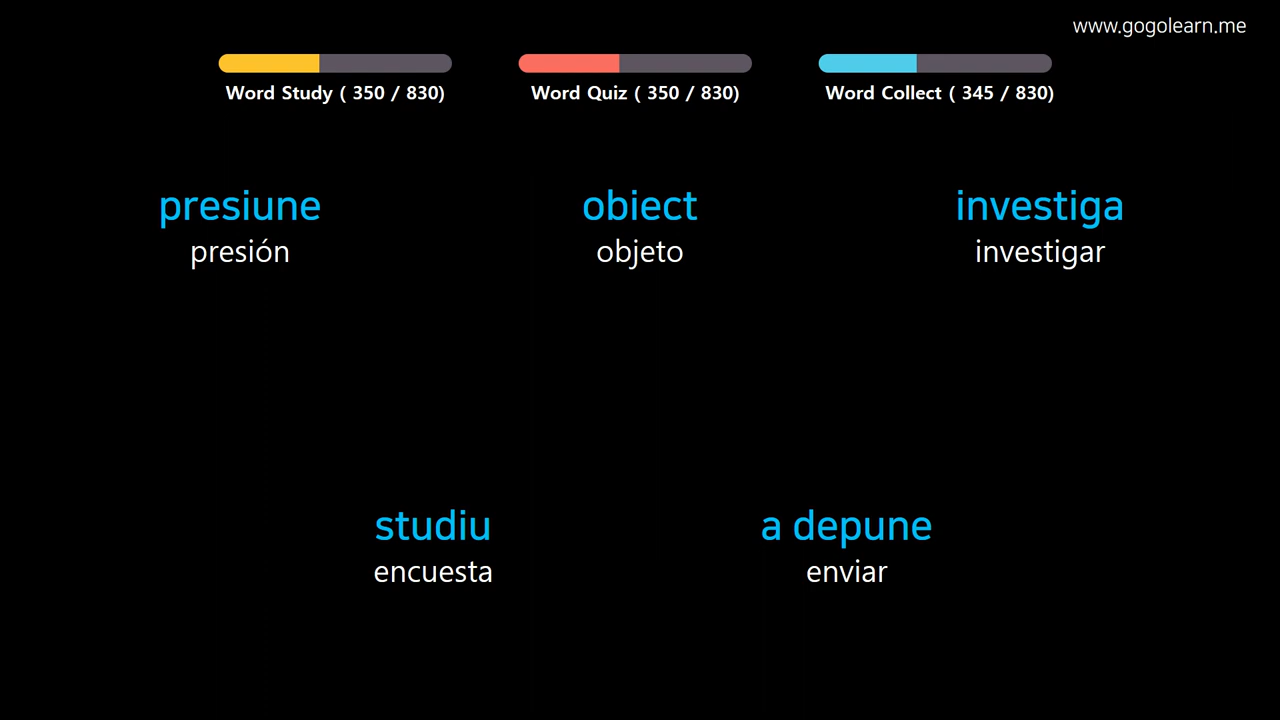 www.gogolearn.me
Word Study ( 350 / 830)
Word Quiz ( 350 / 830)
Word Collect ( 345 / 830)
presiune
presión
obiect
objeto
investiga
investigar
studiu
encuesta
a depune
enviar